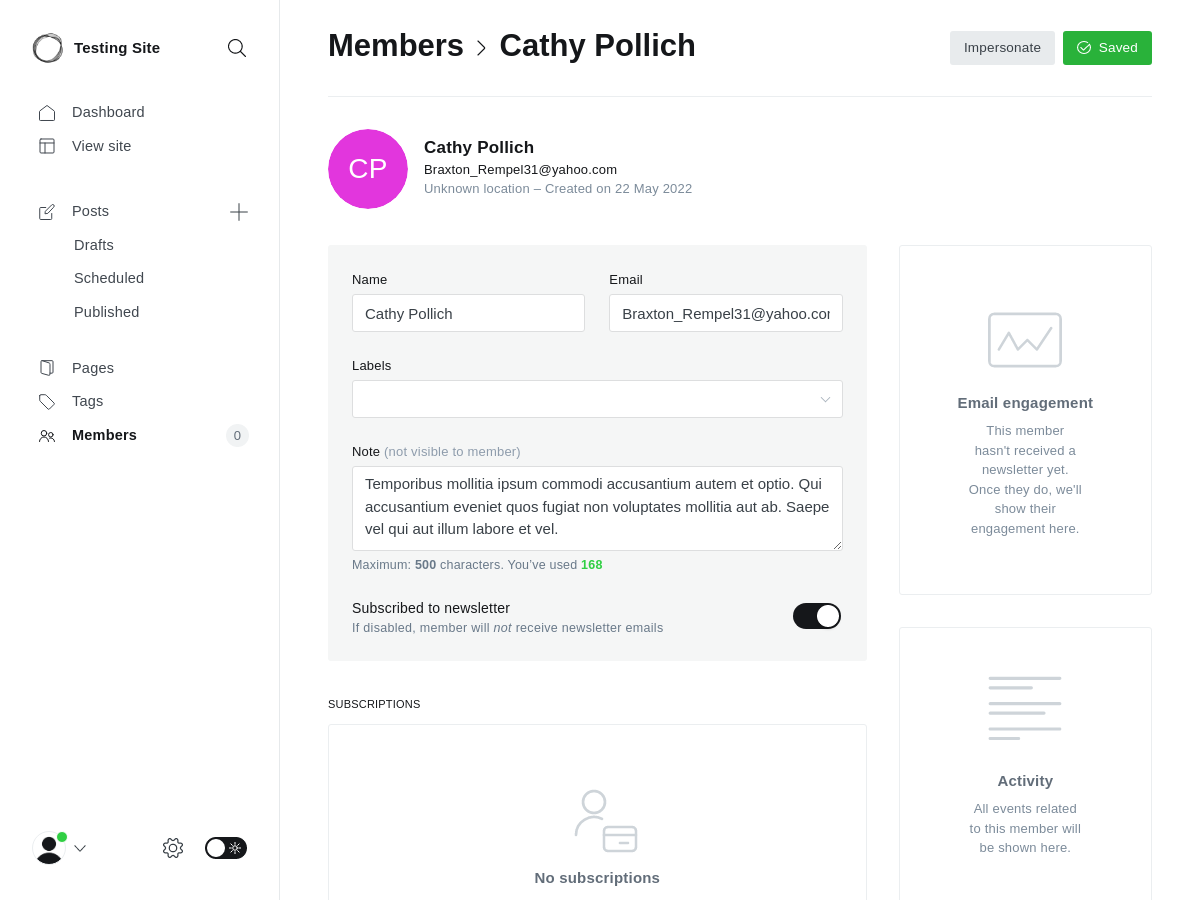 Testing Site
Dashboard
View site
Posts
Drafts
Scheduled
Published
Pages
Tags
Members
0
Members > Cathy Pollich
Impersonate
Saved
CP
Cathy Pollich
Braxton_Rempel31@yahoo.com
Unknown location – Created on 22 May 2022
Name
Cathy Pollich
Email
Braxton_Rempel31@yahoo.com
Labels
Note (not visible to member)
Temporibus mollitia ipsum commodi accusantium autem et optio. Qui
accusantium eveniet quos fugiat non voluptates mollitia aut ab. Saepe
vel qui aut illum labore et vel.
Maximum: 500 characters. You've used 168
Subscribed to newsletter
If disabled, member will not receive newsletter emails
SUBSCRIPTIONS
No subscriptions
Email engagement
This member
hasn't received a
newsletter yet.
Once they do, we'll
show their
engagement here.
Activity
All events related
to this member will
be shown here.